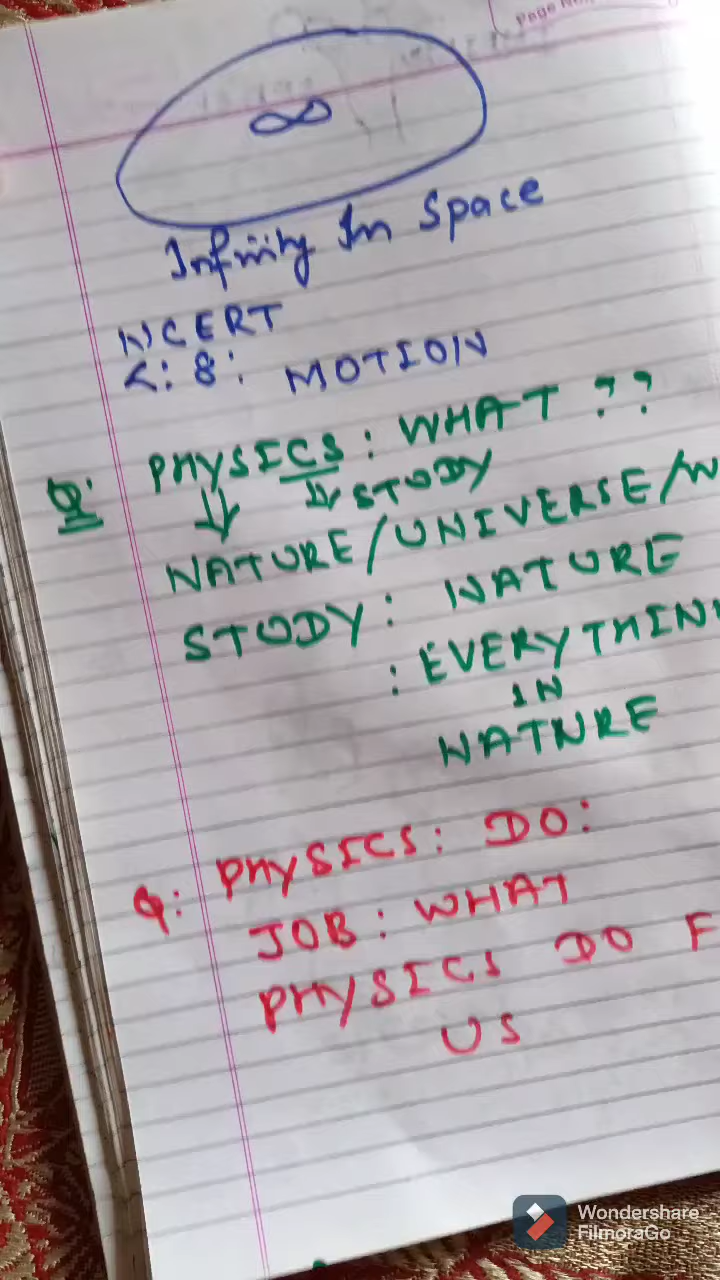 Page No.
∞
Infinity In Space
NCERT
<: 8: MOTION
Q: PHYSICS: WHAT ??
STUDY
NATURE/UNIVERSE/W
STUDY: NATURE
: EVERYTHIN
IN
NATNRE
Q: PHYSICS: DO:
JOB: WHAT
PHYSICS DO F
US
Wondershare
FilmoraGo